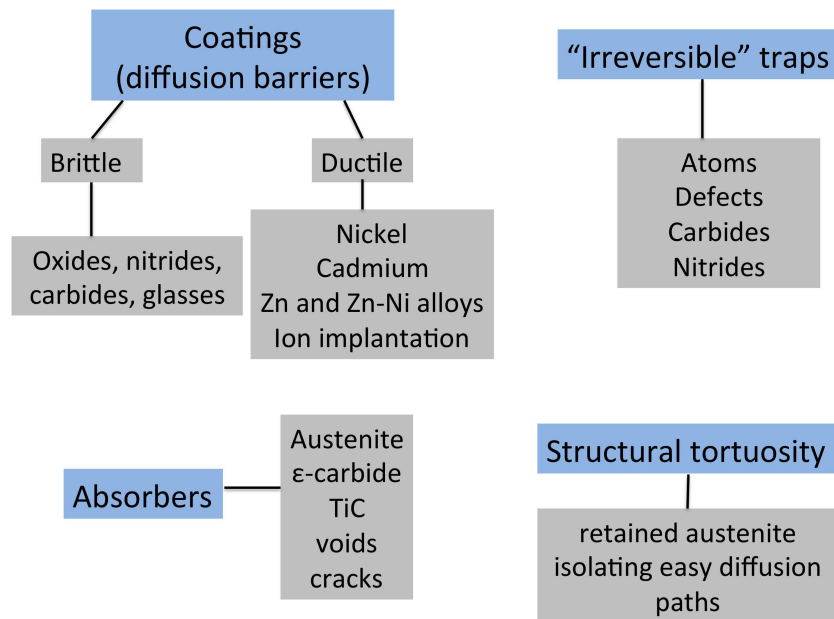 Coatings
(diffusion barriers)
Brittle
Oxides, nitrides,
carbides, glasses
Ductile
Nickel
Cadmium
Zn and Zn-Ni alloys
Ion implantation
“Irreversible” traps
Atoms
Defects
Carbides
Nitrides
Absorbers
Austenite
ε-carbide
TiC
voids
cracks
Structural tortuosity
retained austenite
isolating easy diffusion
paths